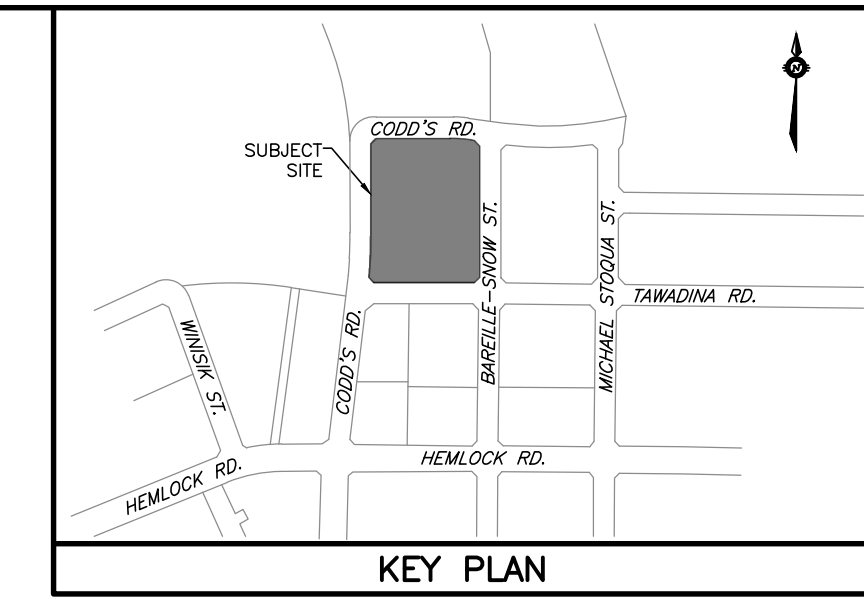 CODD'S RD.
N
SUBJECT
SITE
BAREILLE-SNOW ST.
MICHAEL STOQUA ST.
TAWADINA RD.
WINISIK ST.
CODD'S RD.
HEMLOCK RD.
HEMLOCK RD.
KEY PLAN